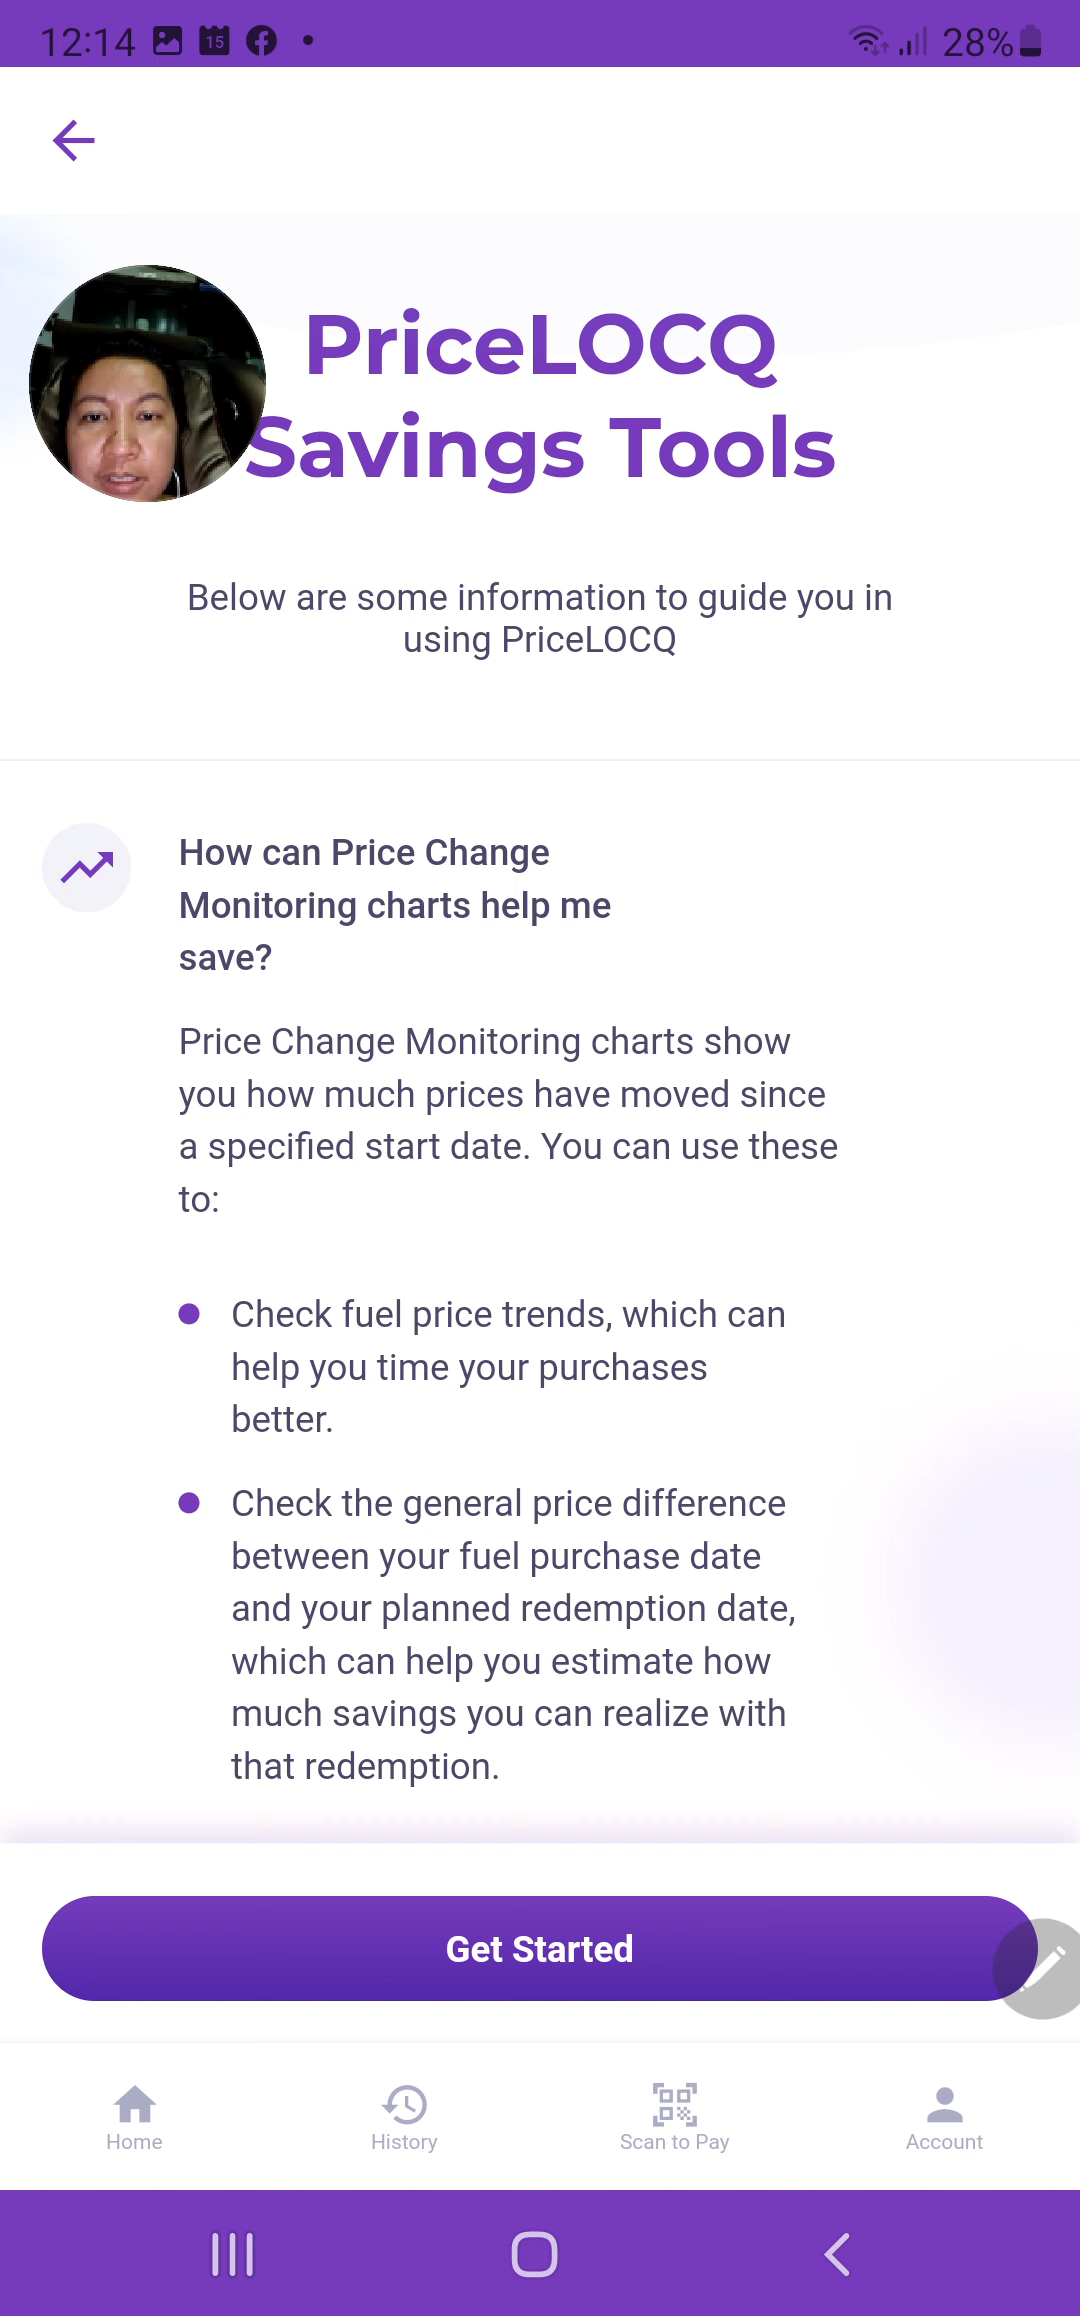 12:14
15
28%
PriceLOCQ
Savings Tools
Below are some information to guide you in
using PriceLOCQ
How can Price Change
Monitoring charts help me
save?
Price Change Monitoring charts show
you how much prices have moved since
a specified start date. You can use these
to:
Check fuel price trends, which can
help you time your purchases
better.
Check the general price difference
between your fuel purchase date
and your planned redemption date,
which can help you estimate how
much savings you can realize with
that redemption.
Get Started
Home
History
Scan to Pay
Account